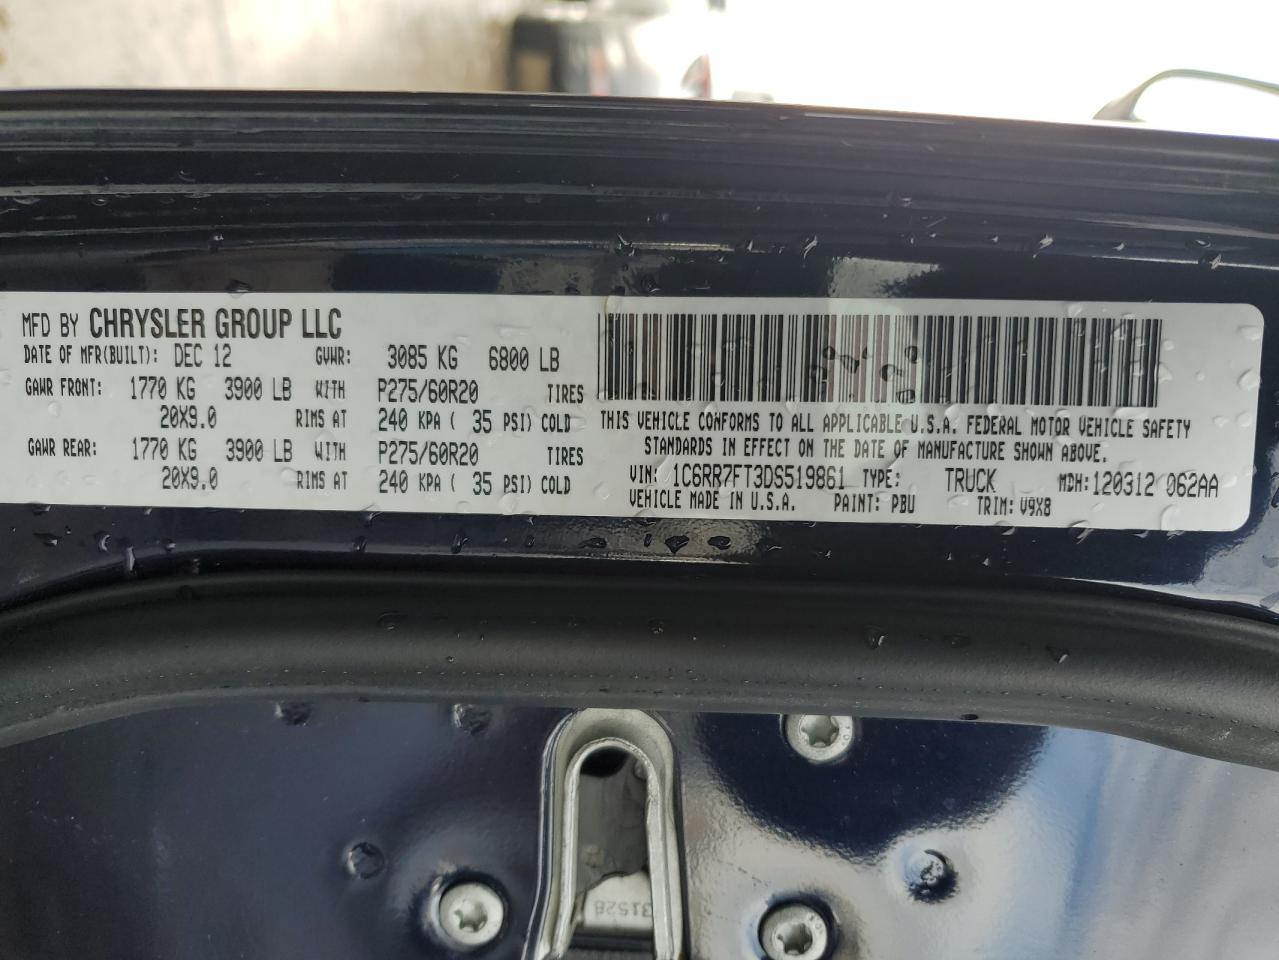 MFD BY CHRYSLER GROUP LLC
DATE OF MFR(BUILT): DEC 12 GVWR: 3085 KG 6800 LB
GAWR FRONT: 1770 KG 3900 LB WITH P275/60R20 TIRES
20X9.0 RIMS AT 240 KPA ( 35 PSI) COLD
GAWR REAR: 1770 KG 3900 LB WITH P275/60R20 TIRES
20X9.0 RIMS AT 240 KPA ( 35 PSI) COLD
THIS VEHICLE CONFORMS TO ALL APPLICABLE U.S.A. FEDERAL MOTOR VEHICLE SAFETY
STANDARDS IN EFFECT ON THE DATE OF MANUFACTURE SHOWN ABOVE.
VIN: 1C6RR7FT3DS519861 TYPE: TRUCK MDH: 120312 062AA
VEHICLE MADE IN U.S.A. PAINT: PBU TRIM: V9X8
31528